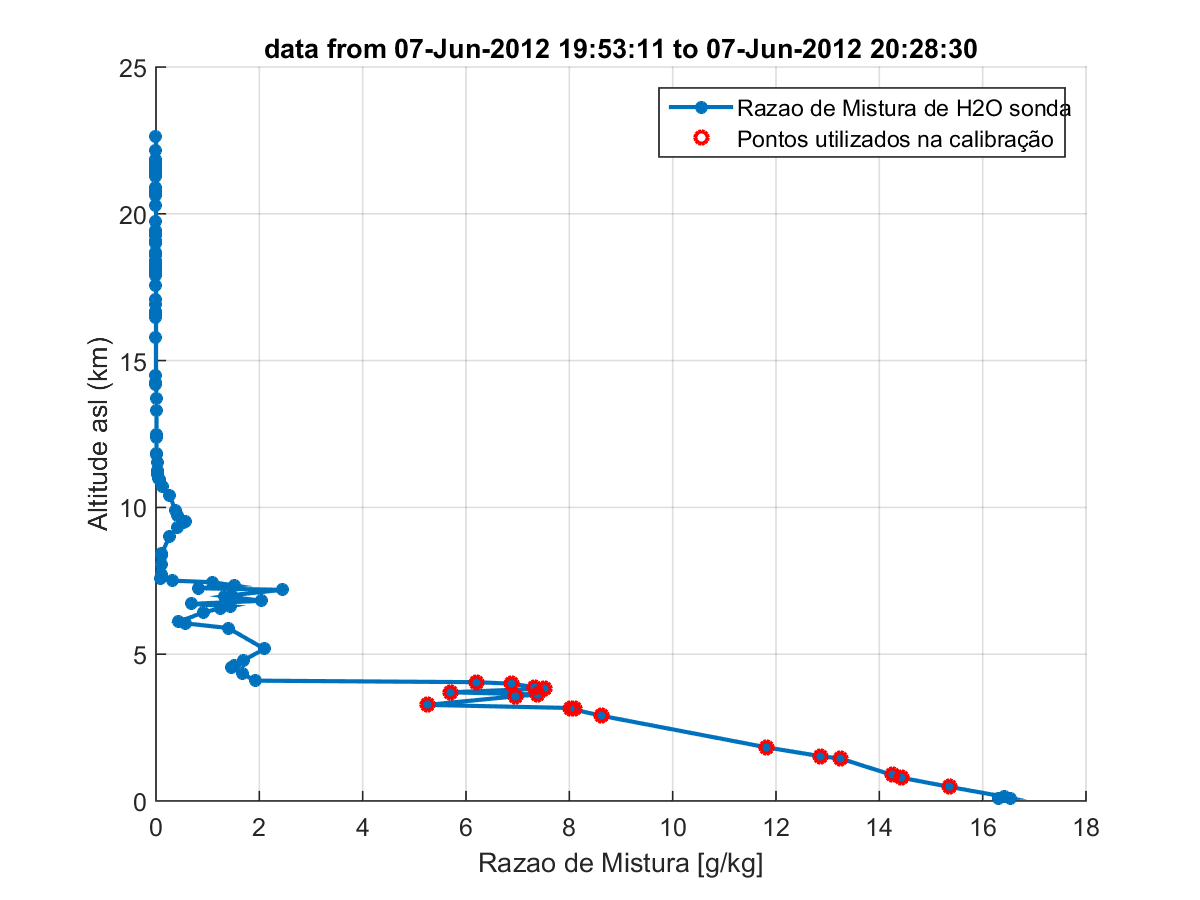 data from 07-Jun-2012 19:53:11 to 07-Jun-2012 20:28:30
Razao de Mistura de H2O sonda
Pontos utilizados na calibração
25
20
15
10
5
0
Altitude asl (km)
0 2 4 6 8 10 12 14 16 18
Razao de Mistura [g/kg]